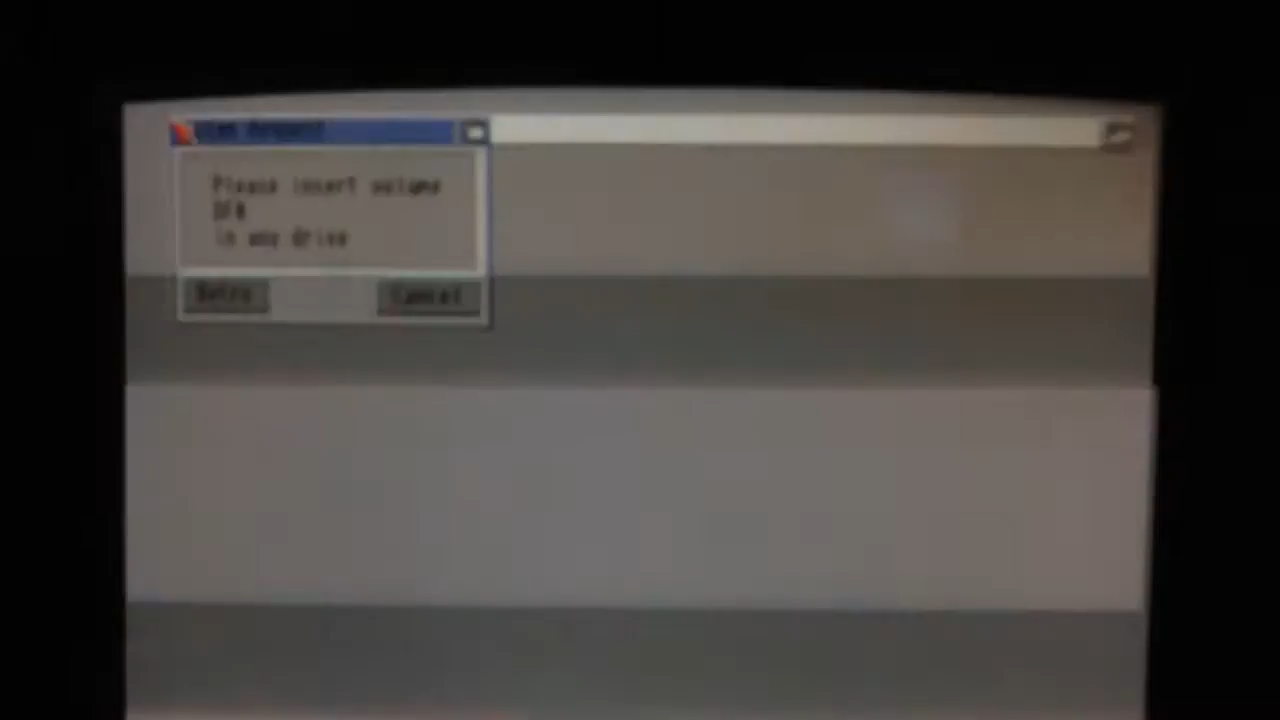 Please insert volume
DF0
in any drive
Retry
Cancel